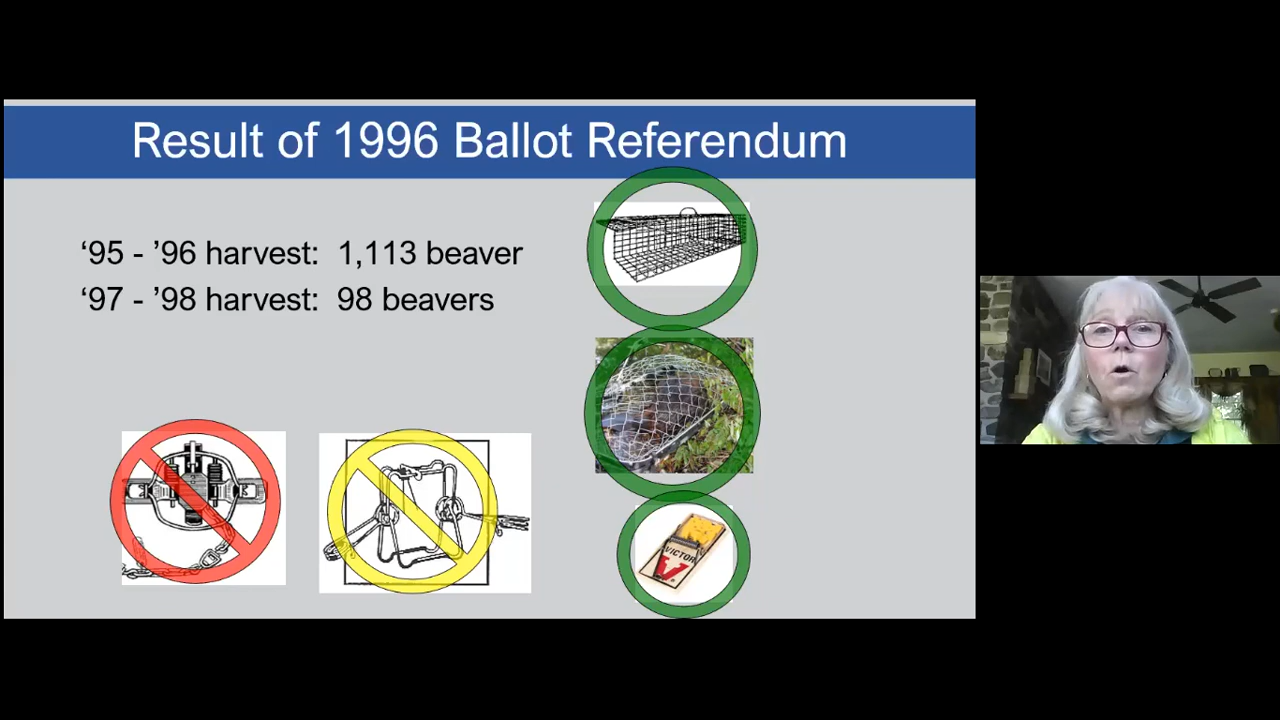 Result of 1996 Ballot Referendum
‘95 - ’96 harvest: 1,113 beaver
‘97 - ’98 harvest: 98 beavers
VICTOR
V